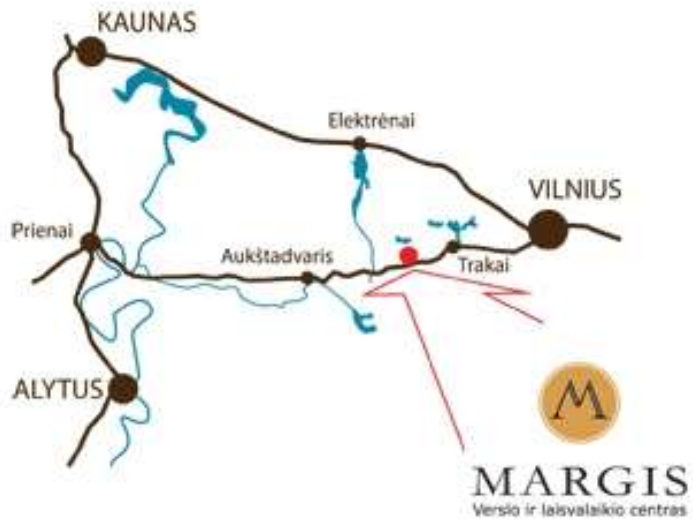 KAUNAS
Elektrėnai
VILNIUS
Prienai
Aukštadvaris
Trakai
ALYTUS
M
MARGIS
Verslo ir laisvalaikio centras